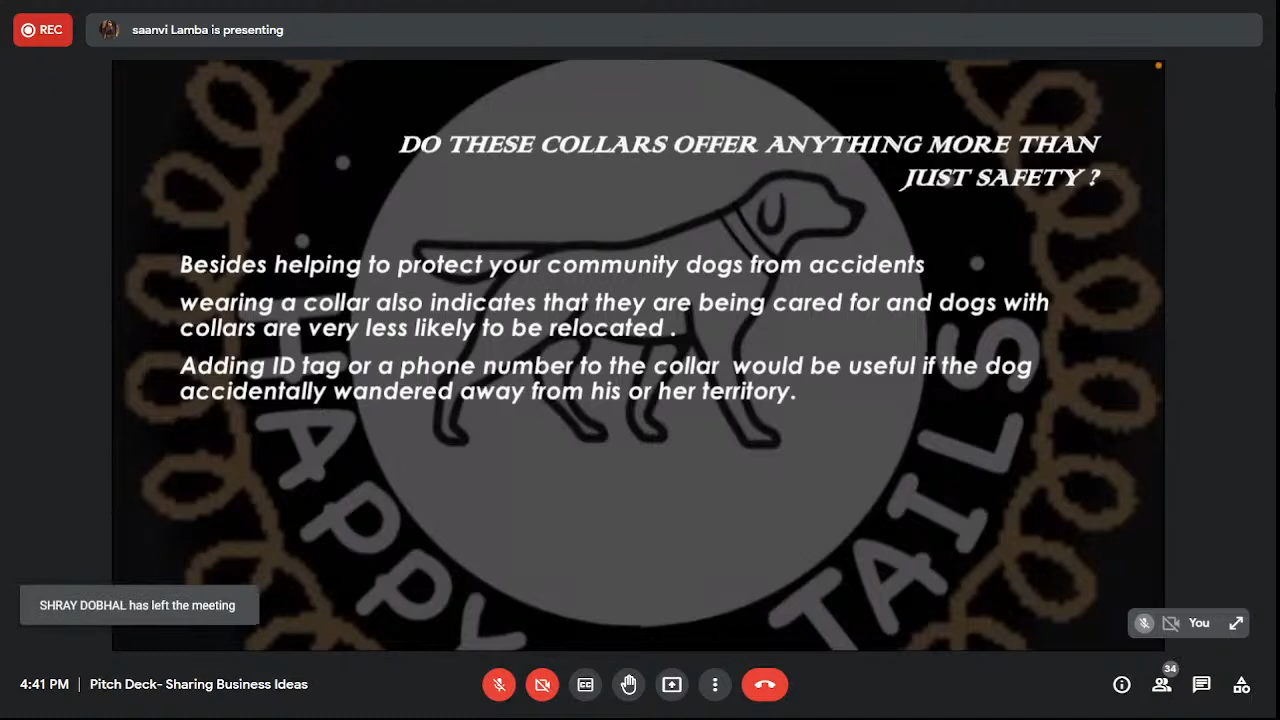 REC
saanvi Lamba is presenting
DO THESE COLLARS OFFER ANYTHING MORE THAN
JUST SAFETY ?
Besides helping to protect your community dogs from accidents
wearing a collar also indicates that they are being cared for and dogs with
collars are very less likely to be relocated .
Adding ID tag or a phone number to the collar would be useful if the dog
accidentally wandered away from his or her territory.
HAPPY TAILS
SHRAY DOBHAL has left the meeting
You
4:41 PM | Pitch Deck- Sharing Business Ideas
CC
34